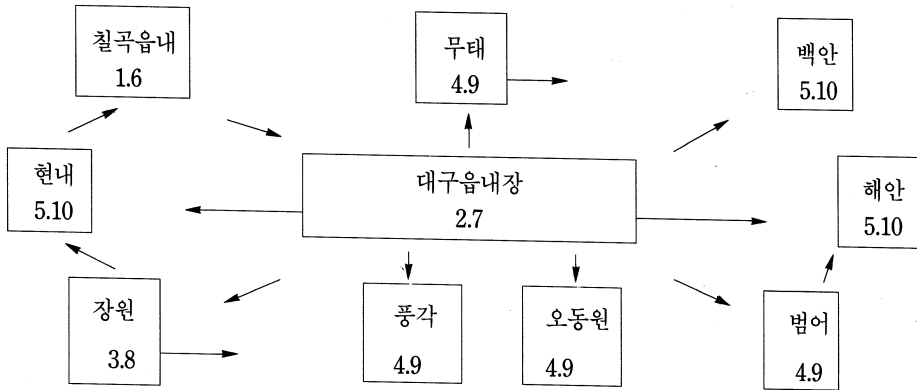 칠곡읍내
1.6
무태
4.9
백안
5.10
현내
5.10
대구읍내장
2.7
해안
5.10
장원
3.8
풍각
4.9
오동원
4.9
범어
4.9